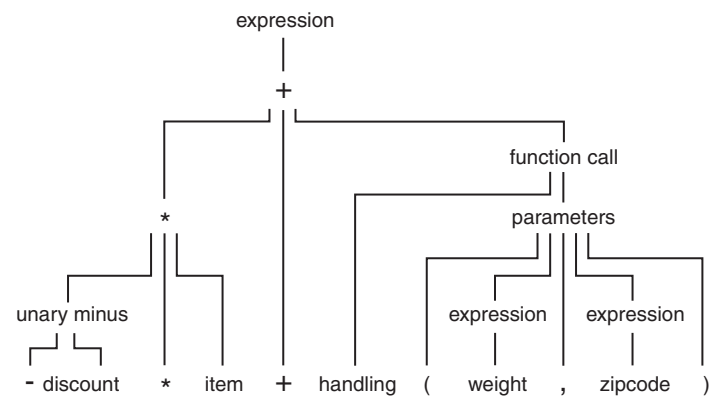 expression
+
function call
*
parameters
unary minus
expression expression
- discount * item + handling ( weight , zipcode )